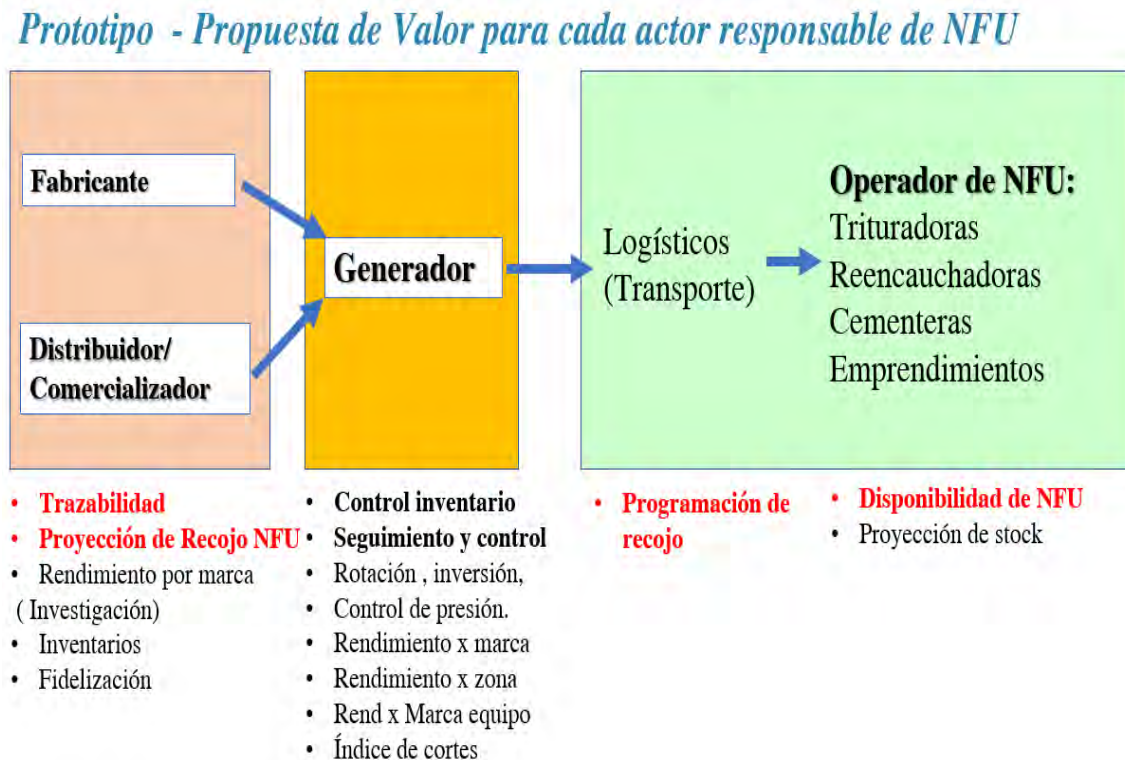 Prototipo - Propuesta de Valor para cada actor responsable de NFU
Fabricante
Distribuidor/
Comercializador
Generador
Logísticos
(Transporte)
Operador de NFU:
Trituradoras
Reencauchadoras
Cementeras
Emprendimientos
• Trazabilidad
• Proyección de Recojo NFU
• Rendimiento por marca
( Investigación)
• Inventarios
• Fidelización
• Control inventario
• Seguimiento y control
• Rotación , inversión,
• Control de presión.
• Rendimiento x marca
• Rendimiento x zona
• Rend x Marca equipo
• Índice de cortes
• Programación de
recojo
• Disponibilidad de NFU
• Proyección de stock